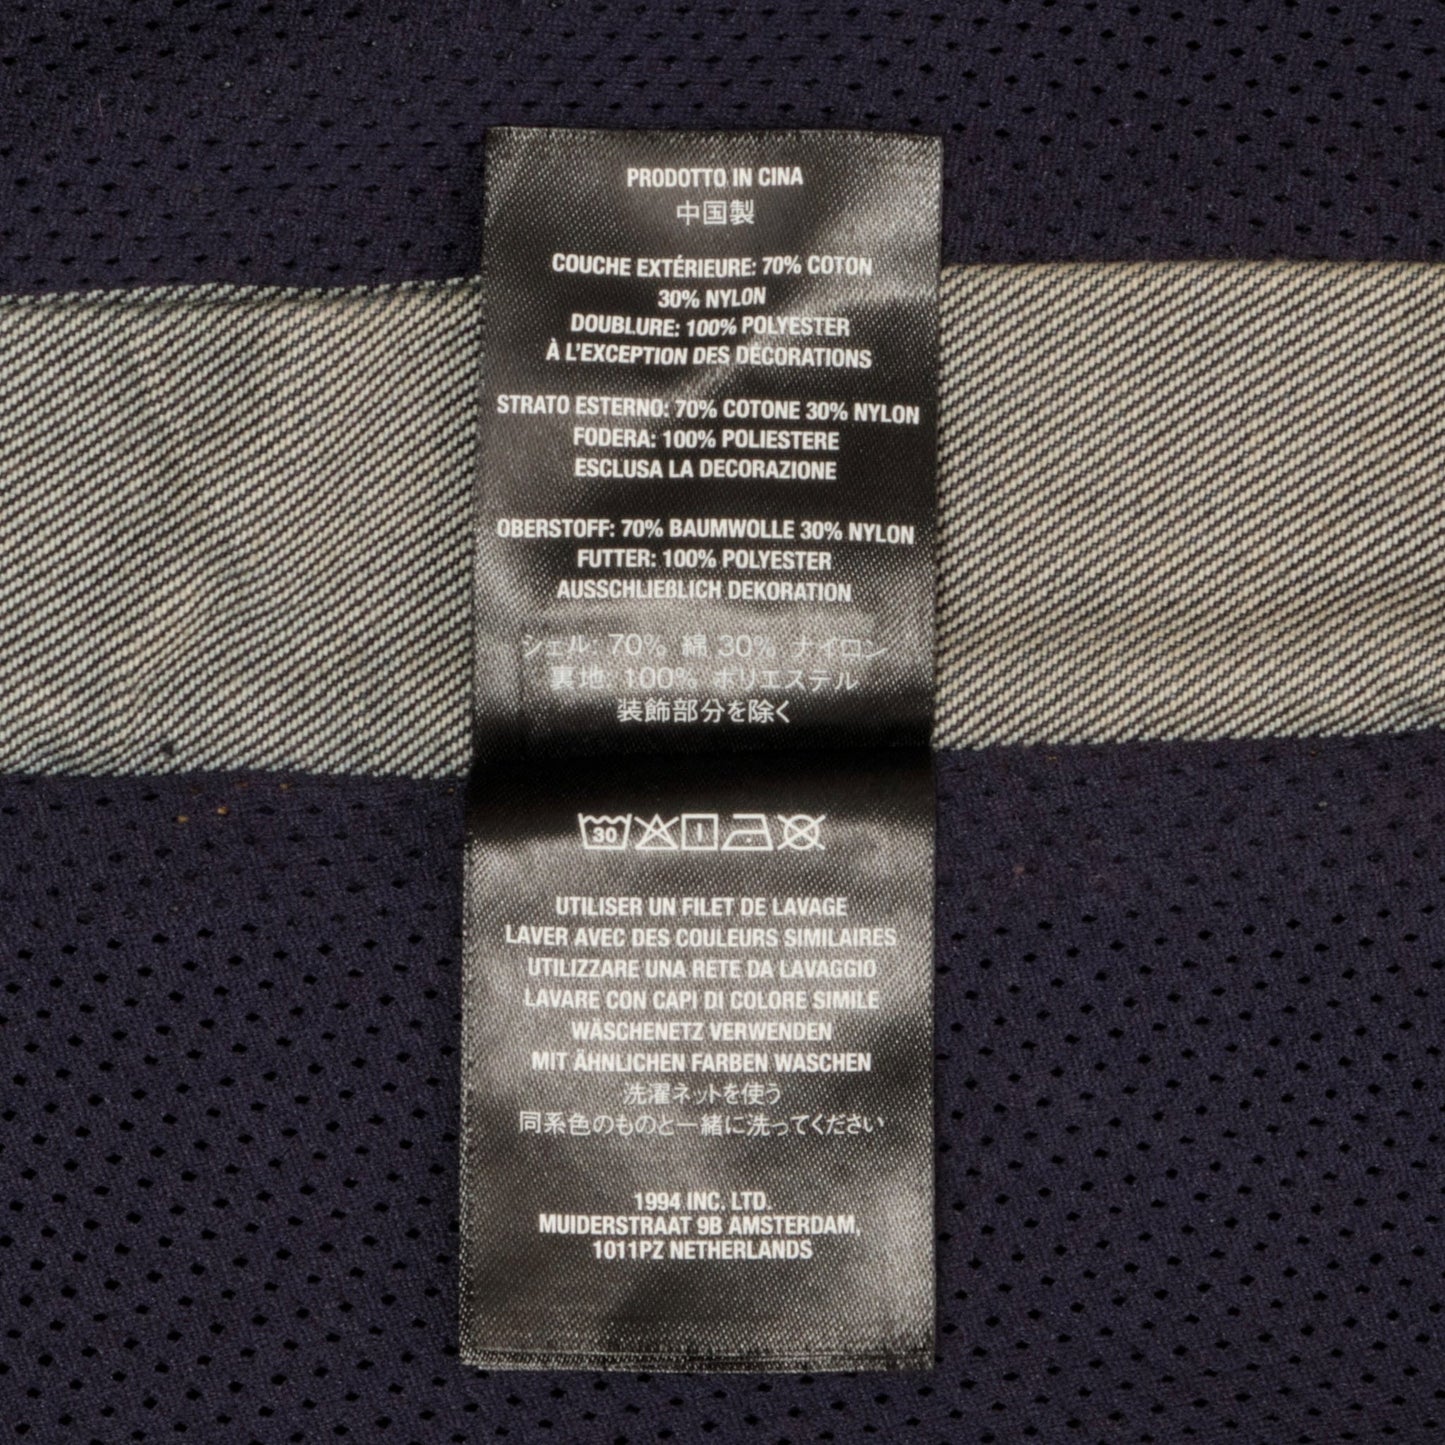 PRODOTTO IN CINA
中国製
COUCHE EXTÉRIEURE: 70% COTON
30% NYLON
DOUBLURE: 100% POLYESTER
À L'EXCEPTION DES DÉCORATIONS
STRATO ESTERNO: 70% COTONE 30% NYLON
FODERA: 100% POLIESTERE
ESCLUSA LA DECORAZIONE
OBERSTOFF: 70% BAUMWOLLE 30% NYLON
FUTTER: 100% POLYESTER
AUSSCHLIEßLICH DEKORATION
シェル: 70% 綿 30% ナイロン
裏地: 100% ポリエステル
装飾部分を除く
30
UTILISER UN FILET DE LAVAGE
LAVER AVEC DES COULEURS SIMILAIRES
UTILIZZARE UNA RETE DA LAVAGGIO
LAVARE CON CAPI DI COLORE SIMILE
WÄSCHENETZ VERWENDEN
MIT ÄHNLICHEN FARBEN WASCHEN
洗濯ネットを使う
同系色のものと一緒に洗ってください
1994 INC. LTD.
MUIDERSTRAAT 9B AMSTERDAM,
1011PZ NETHERLANDS